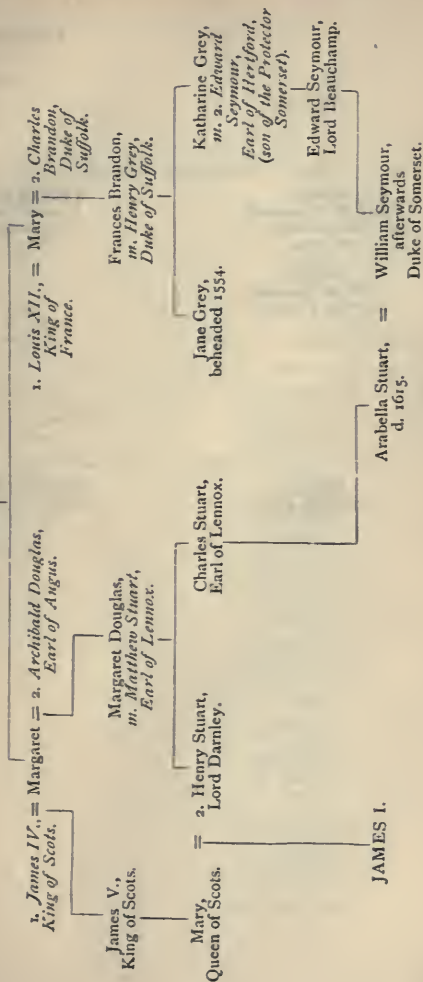 1. James IV., = Margaret = 2. Archibald Douglas,
King of Scots.
Earl of Angus.
1. Louis XII., = Mary = 2. Charles
King of
France.
Brandon,
Duke of
Suffolk.
James V.,
King of Scots.
Margaret Douglas,
m. Matthew Stuart,
Earl of Lennox.
Frances Brandon,
m. Henry Grey,
Duke of Suffolk.
Mary,
Queen of Scots.
= 2. Henry Stuart,
Lord Darnley.
Charles Stuart,
Earl of Lennox.
Jane Grey,
beheaded 1554.
Katharine Grey,
m. 2. Edward
Seymour,
Earl of Hertford,
(son of the Protector
Somerset).
Edward Seymour,
Lord Beauchamp.
JAMES I.
Arabella Stuart,
d. 1615.
= William Seymour,
afterwards
Duke of Somerset.